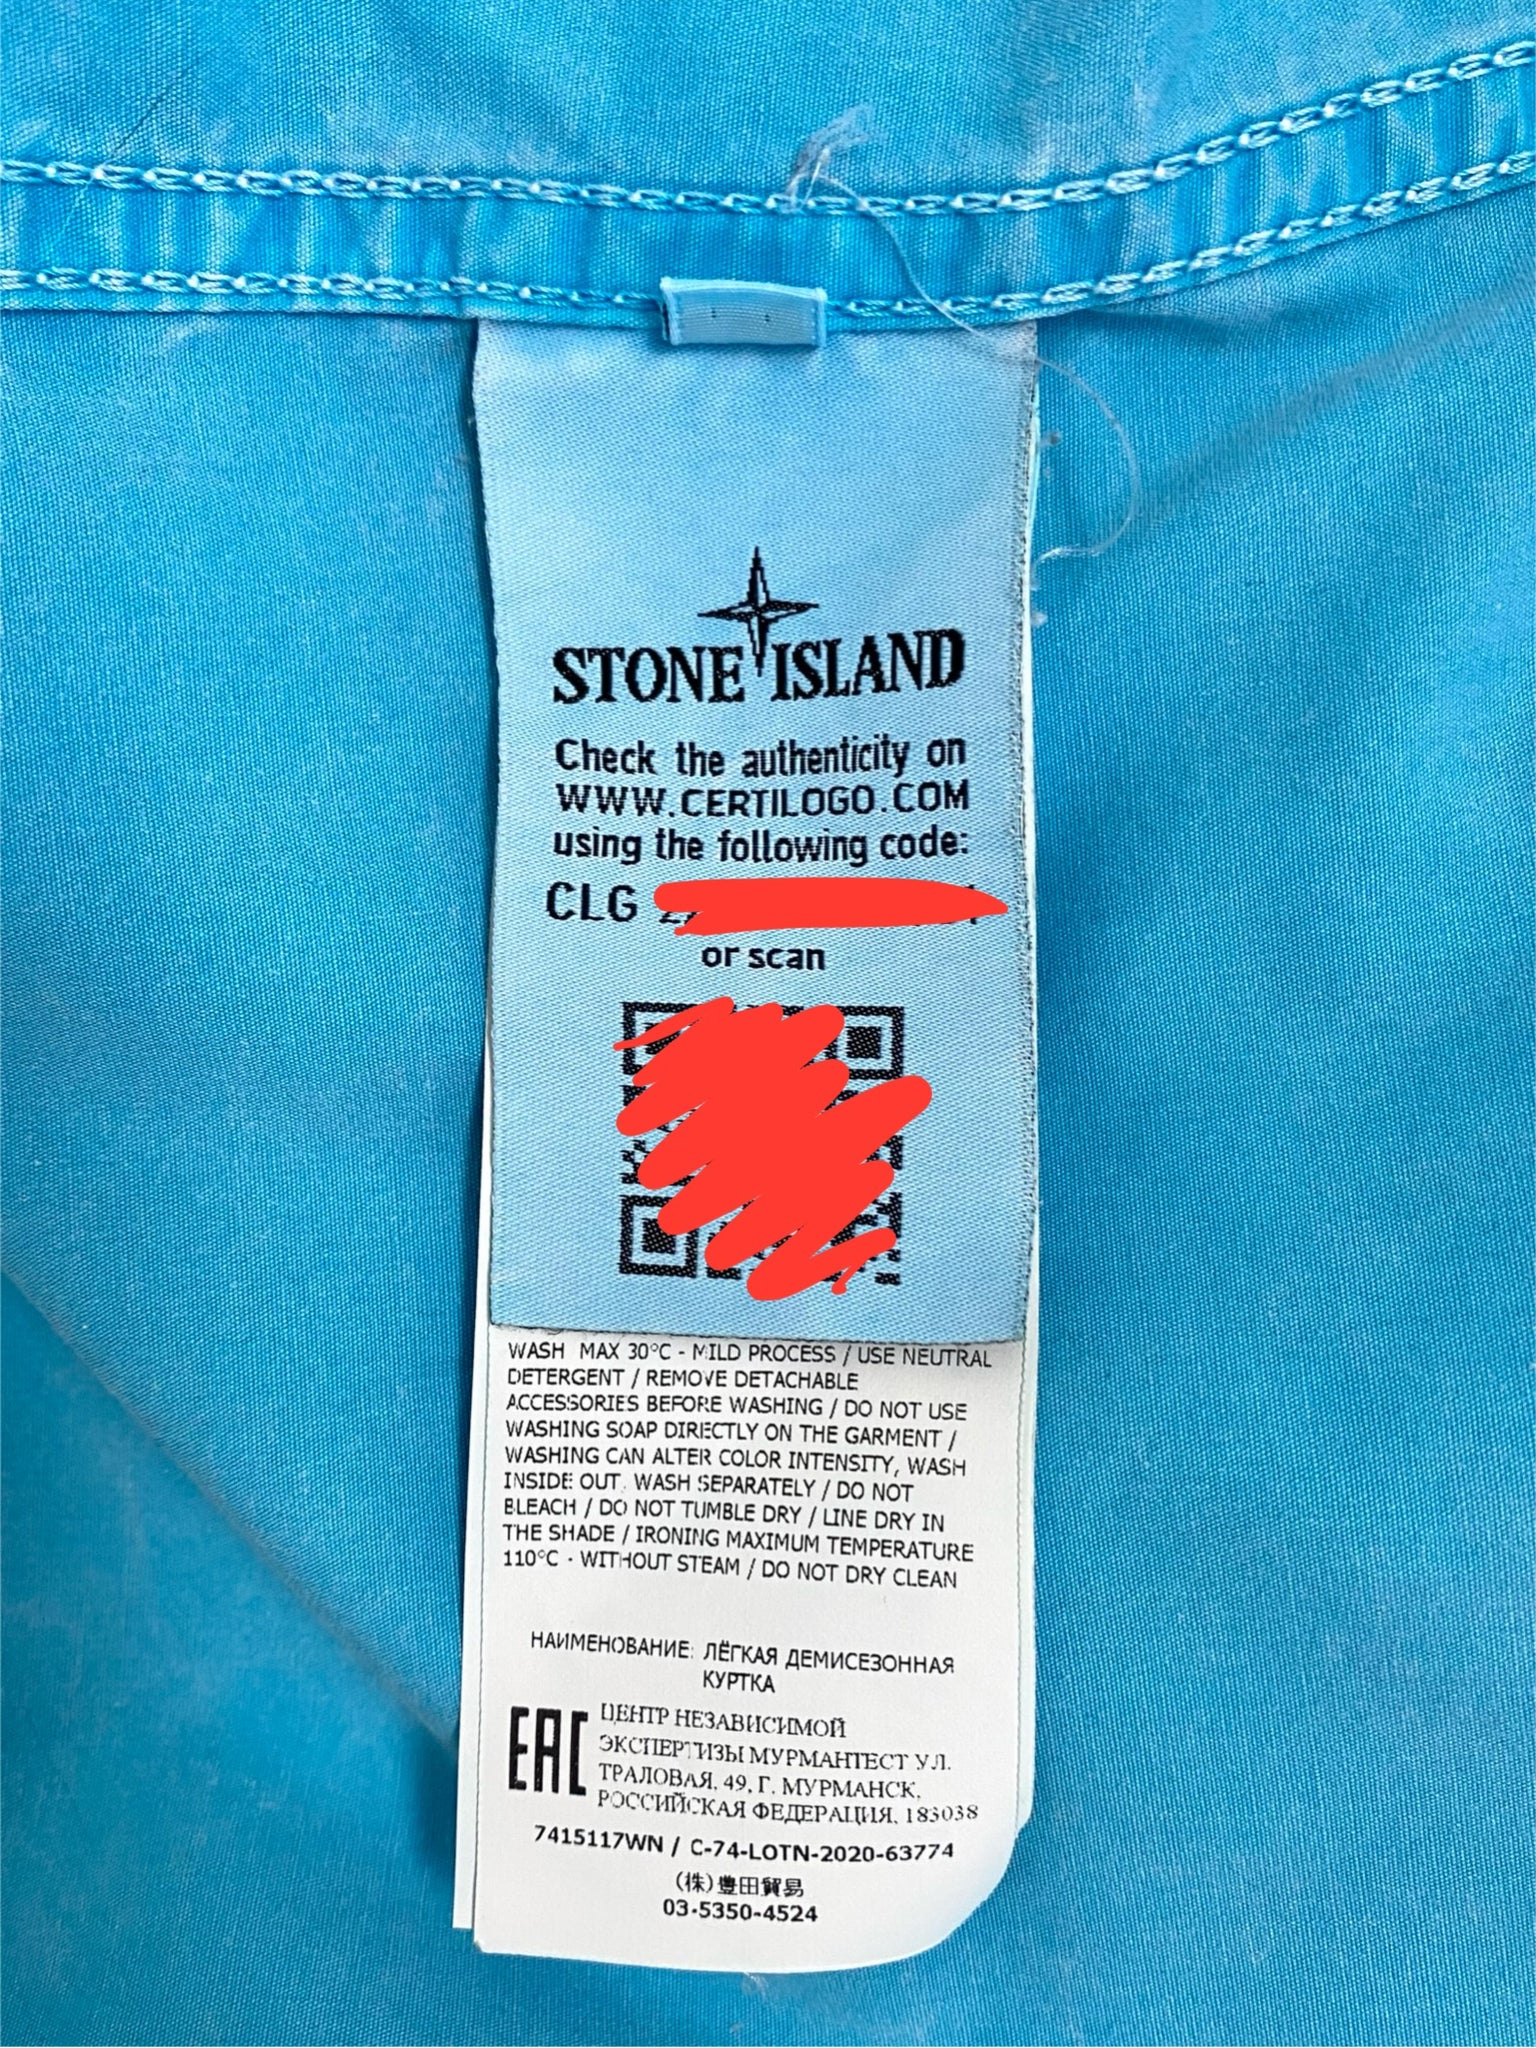 STONE ISLAND
Check the authenticity on
WWW.CERTILOGO.COM
using the following code:
CLG
or scan
WASH MAX 30°C - MILD PROCESS / USE NEUTRAL
DETERGENT / REMOVE DETACHABLE
ACCESSORIES BEFORE WASHING / DO NOT USE
WASHING SOAP DIRECTLY ON THE GARMENT /
WASHING CAN ALTER COLOR INTENSITY, WASH
INSIDE OUT, WASH SEPARATELY / DO NOT
BLEACH / DO NOT TUMBLE DRY / LINE DRY IN
THE SHADE / IRONING MAXIMUM TEMPERATURE
110°C - WITHOUT STEAM / DO NOT DRY CLEAN
НАИМЕНОВАНИЕ: ЛЁГКАЯ ДЕМИСЕЗОННАЯ
КУРТКА
EAC
ЦЕНТР НЕЗАВИСИМОЙ
ЭКСПЕРТИЗЫ МУРМАНТЕСТ УЛ.
ТРАЛОВАЯ, 49, Г. МУРМАНСК,
РОССИЙСКАЯ ФЕДЕРАЦИЯ, 183038
7415117WN / C-74-LOTN-2020-63774
(株)豊田貿易
03-5350-4524